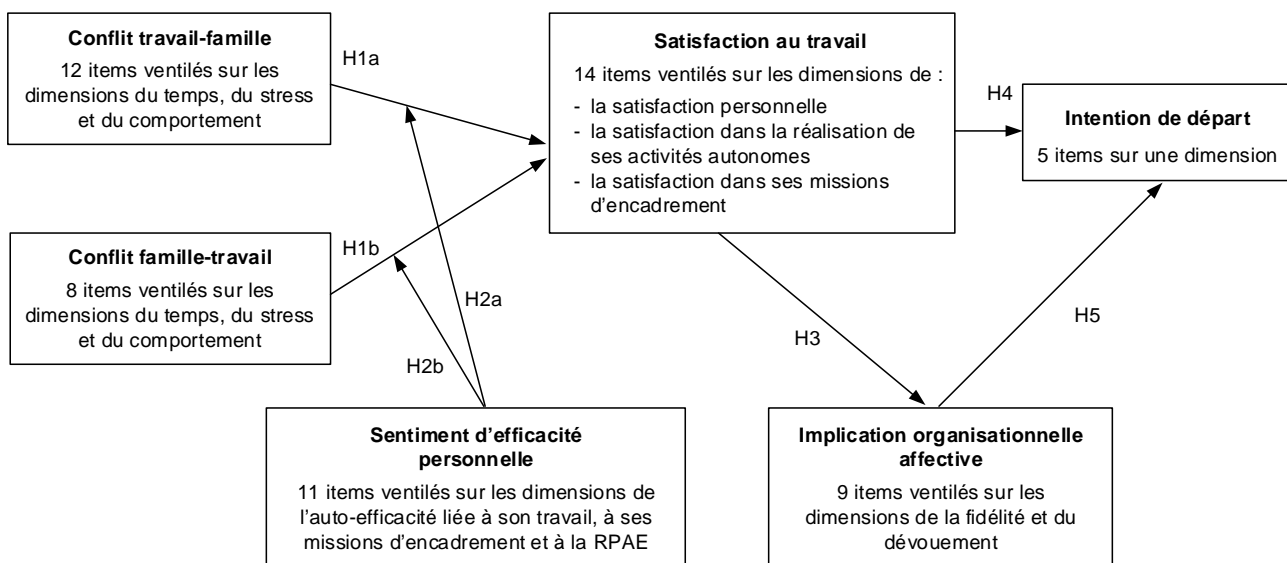 Conflit travail-famille
12 items ventilés sur les
dimensions du temps, du stress
et du comportement
H1a
Satisfaction au travail
14 items ventilés sur les dimensions de :
- la satisfaction personnelle
- la satisfaction dans la réalisation de
ses activités autonomes
- la satisfaction dans ses missions
d'encadrement
H4
Intention de départ
5 items sur une dimension
Conflit famille-travail
8 items ventilés sur les
dimensions du temps, du stress
et du comportement
H1b
H2a
H2b
H3
H5
Sentiment d'efficacité
personnelle
11 items ventilés sur les dimensions de
l'auto-efficacité liée à son travail, à ses
missions d'encadrement et à la RPAE
Implication organisationnelle
affective
9 items ventilés sur les
dimensions de la fidélité et du
dévouement